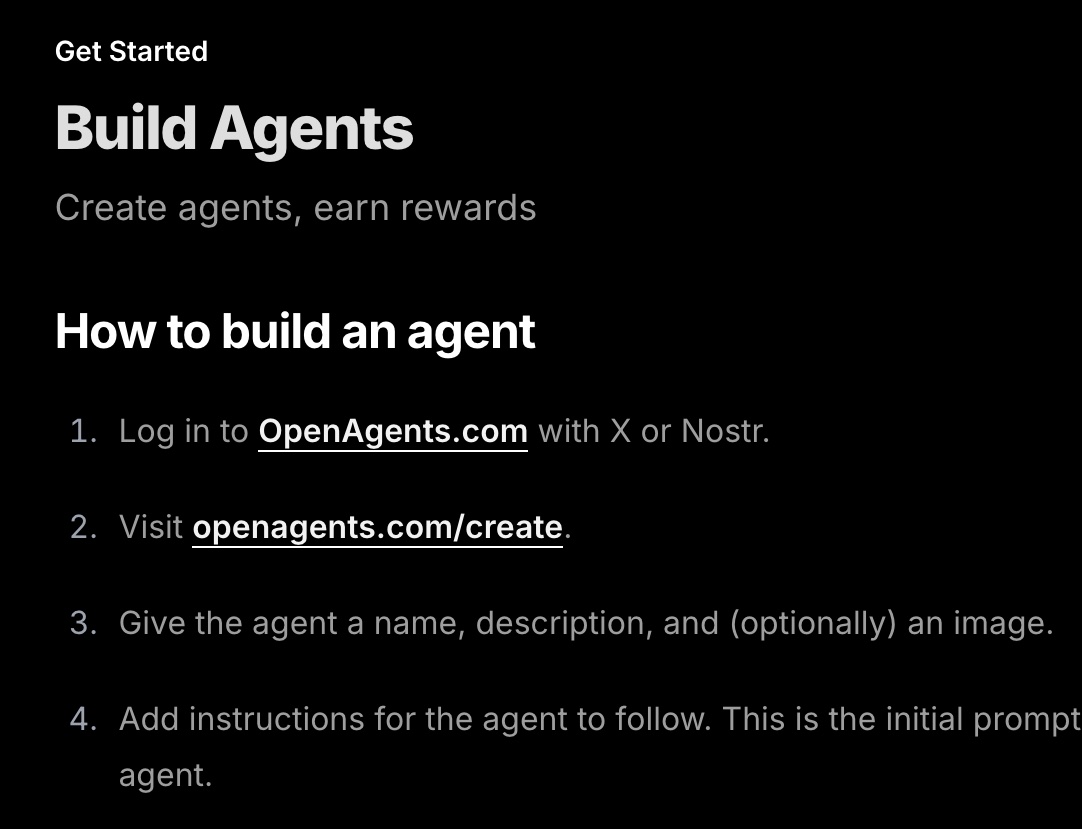 Get Started
Build Agents
Create agents, earn rewards
How to build an agent
1. Log in to OpenAgents.com with X or Nostr.
2. Visit openagents.com/create.
3. Give the agent a name, description, and (optionally) an image.
4. Add instructions for the agent to follow. This is the initial prompt
agent.